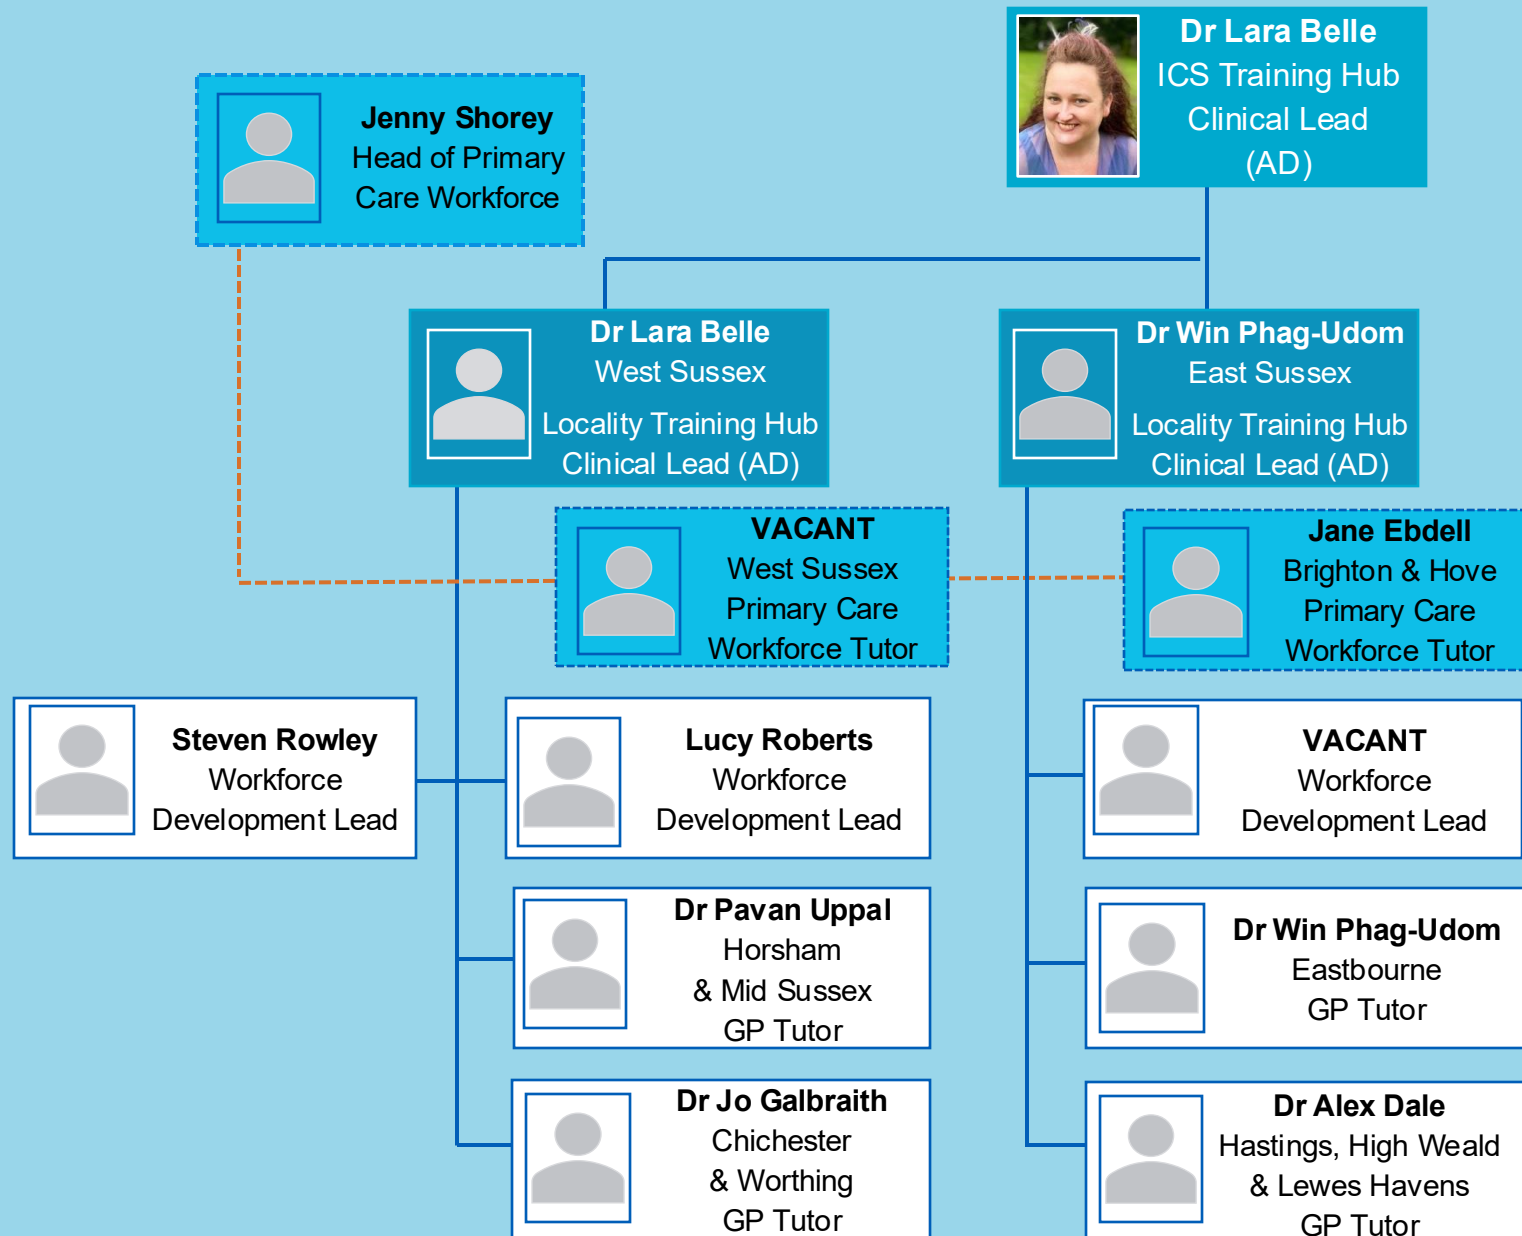 Dr Lara Belle
ICS Training Hub
Clinical Lead
(AD)
Jenny Shorey
Head of Primary
Care Workforce
Dr Lara Belle
West Sussex
Locality Training Hub
Clinical Lead (AD)
Dr Win Phag-Udom
East Sussex
Locality Training Hub
Clinical Lead (AD)
VACANT
West Sussex
Primary Care
Workforce Tutor
Jane Ebdell
Brighton & Hove
Primary Care
Workforce Tutor
Steven Rowley
Workforce
Development Lead
Lucy Roberts
Workforce
Development Lead
VACANT
Workforce
Development Lead
Dr Pavan Uppal
Horsham
& Mid Sussex
GP Tutor
Dr Win Phag-Udom
Eastbourne
GP Tutor
Dr Jo Galbraith
Chichester
& Worthing
GP Tutor
Dr Alex Dale
Hastings, High Weald
& Lewes Havens
GP Tutor